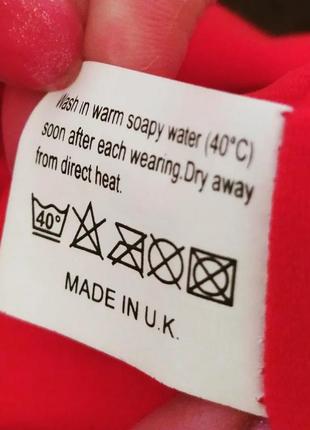 Wash in warm soapy water (40°C)
soon after each wearing.Dry away
from direct heat.
40°
MADE IN U.K.